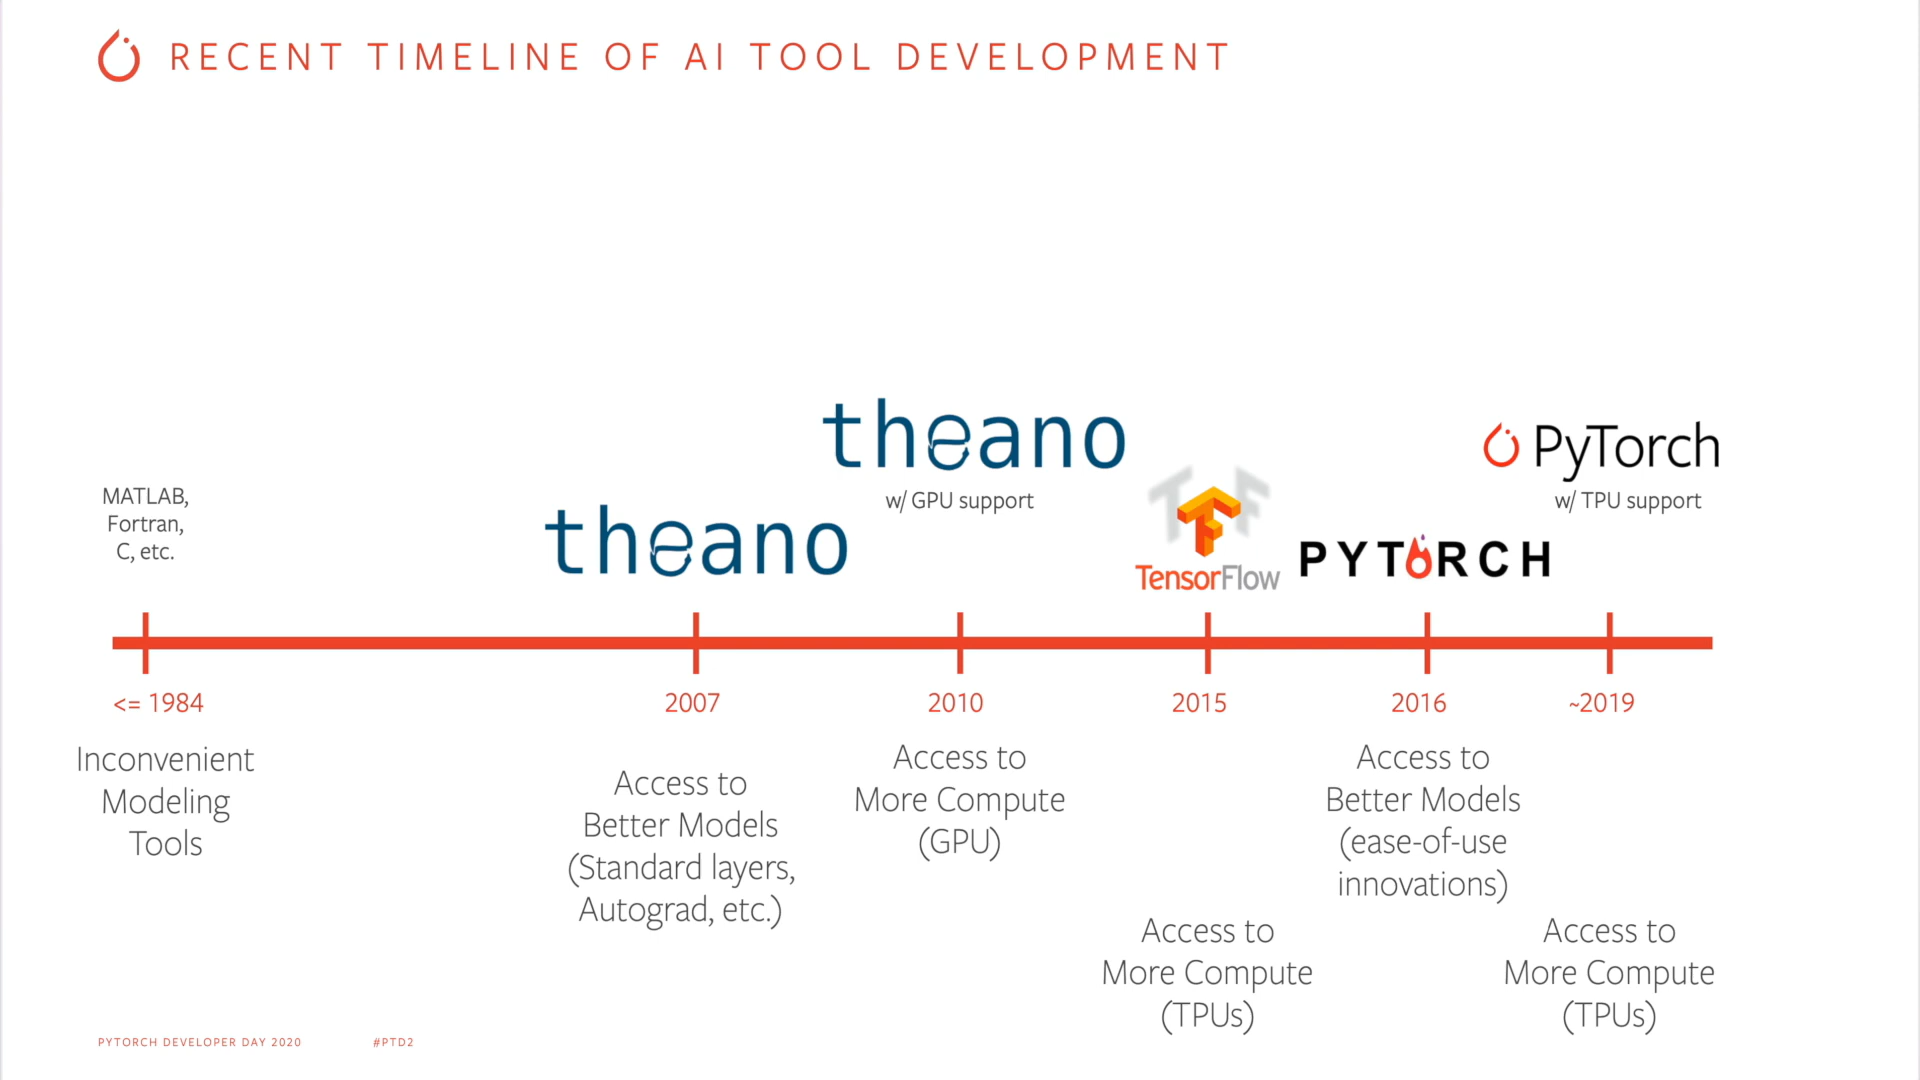 RECENT TIMELINE OF AI TOOL DEVELOPMENT
MATLAB,
Fortran,
C, etc.
theano
theano
w/ GPU support
TensorFlow
PYTORCH
PyTorch
w/ TPU support
<= 1984
2007
2010
2015
2016
~2019
Inconvenient
Modeling
Tools
Access to
Better Models
(Standard layers,
Autograd, etc.)
Access to
More Compute
(GPU)
Access to
More Compute
(TPUs)
Access to
Better Models
(ease-of-use
innovations)
Access to
More Compute
(TPUs)
PYTORCH DEVELOPER DAY 2020
#PTD2